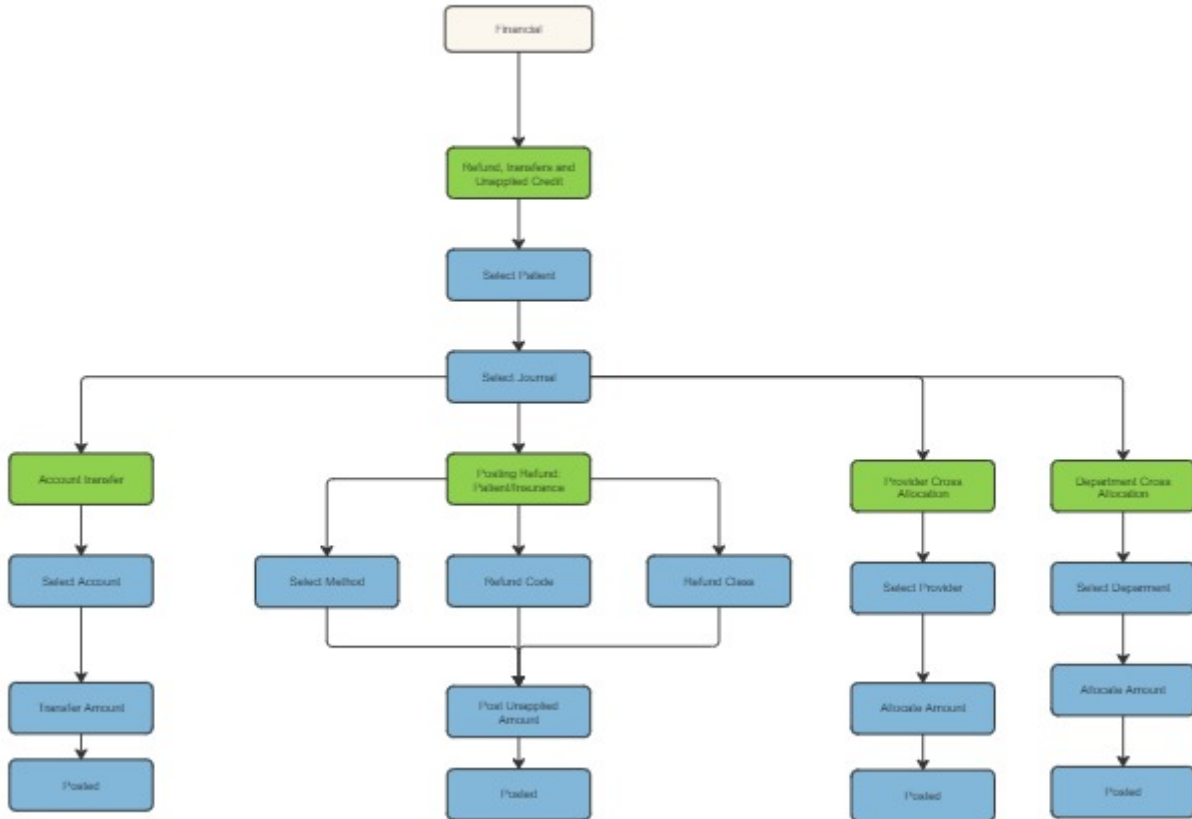 Financial
Refund, transfers and
Unapplied Credit
Select Patient
Select Journal
Account transfer
Posting Refund:
Patient/Insurance
Provider Cross
Allocation
Department Cross
Allocation
Select Account
Select Method
Refund Code
Refund Class
Select Provider
Select Deparment
Transfer Amount
Post Unapplied
Amount
Allocate Amount
Allocate Amount
Posted
Posted
Posted
Posted